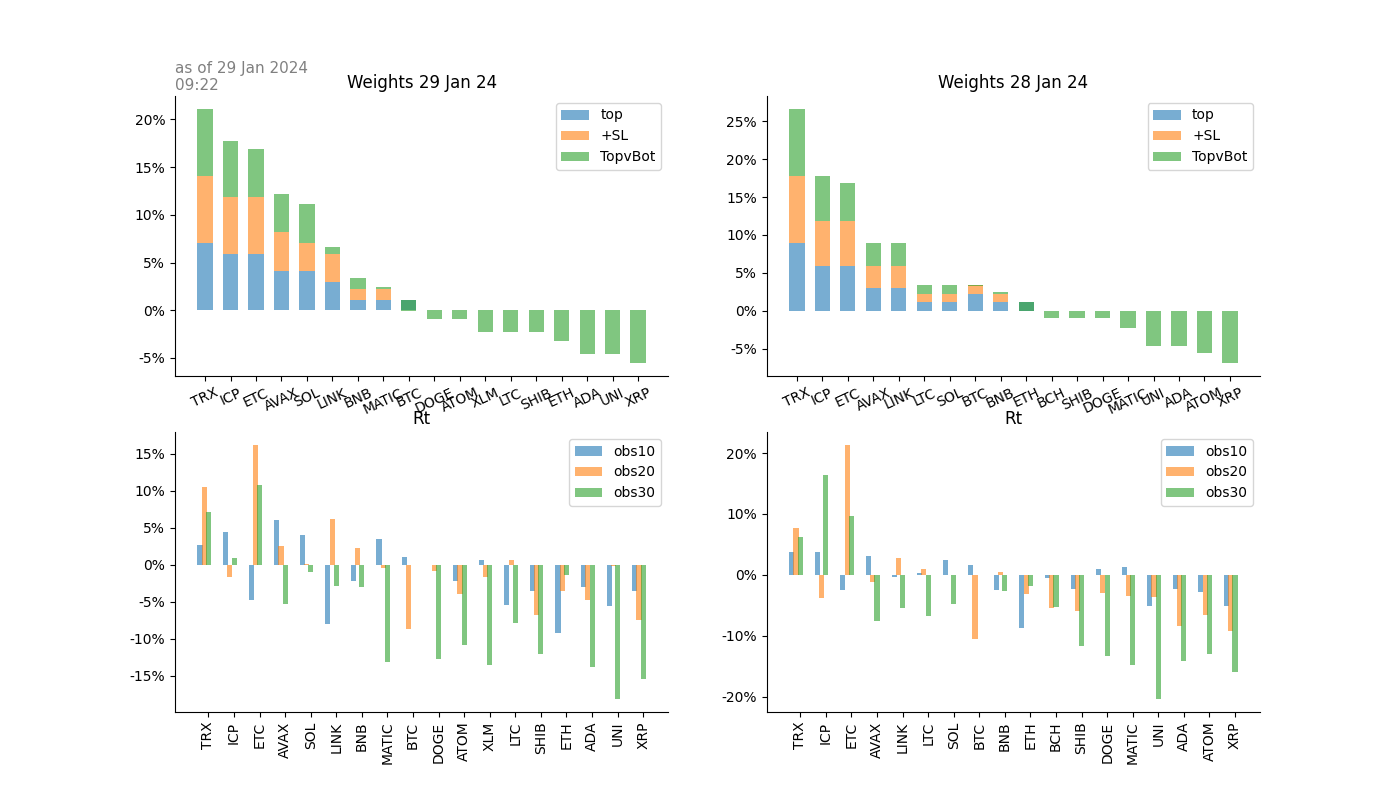 as of 29 Jan 2024
09:22
Weights 29 Jan 24
20%
15%
10%
5%
0%
-5%
top
+SL
TopvBot
TRX ICP ETC AVAX SOL LINK BNB MATIC BTC DOGE ATOM XLM LTC SHIB ETH ADA UNI XRP
Weights 28 Jan 24
25%
20%
15%
10%
5%
0%
-5%
top
+SL
TopvBot
TRX ICP ETC AVAX LINK LTC SOL BTC BNB ETH BCH SHIB DOGE MATIC UNI ADA ATOM XRP
Rt
15%
10%
5%
0%
-5%
-10%
-15%
obs10
obs20
obs30
TRX ICP ETC AVAX SOL LINK BNB MATIC BTC DOGE ATOM XLM LTC SHIB ETH ADA UNI XRP
Rt
20%
10%
0%
-10%
-20%
obs10
obs20
obs30
TRX ICP ETC AVAX LINK LTC SOL BTC BNB ETH BCH SHIB DOGE MATIC UNI ADA ATOM XRP